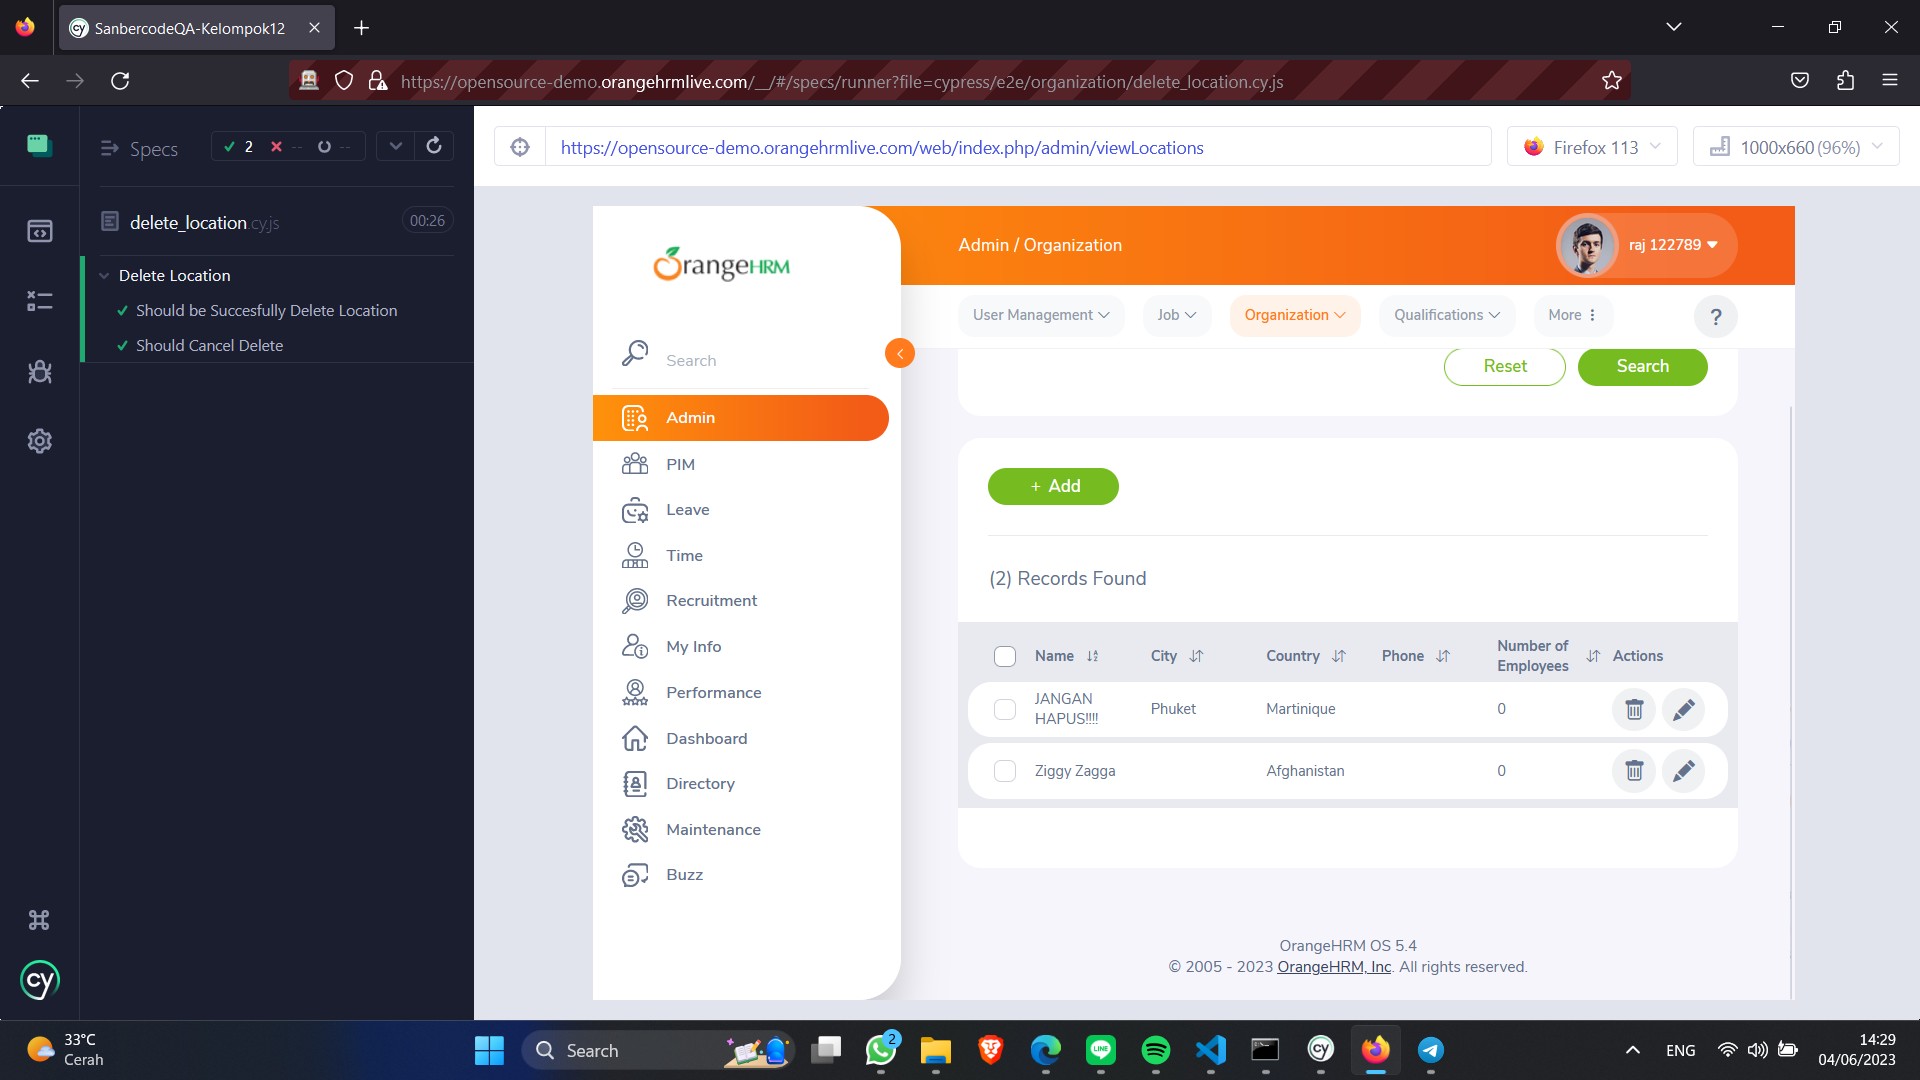 SanbercodeQA-Kelompok12
https://opensource-demo.orangehrmlive.com/__/#/specs/runner?file=cypress/e2e/organization/delete_location.cy.js
Specs
2
--
--
https://opensource-demo.orangehrmlive.com/web/index.php/admin/viewLocations
Firefox 113
1000x660 (96%)
delete_location.cy.js
00:26
Delete Location
Should be Succesfully Delete Location
Should Cancel Delete
OrangeHRM
Admin / Organization
raj 122789
User Management
Job
Organization
Qualifications
More
?
Search
Reset
Search
Admin
PIM
Leave
Time
Recruitment
My Info
Performance
Dashboard
Directory
Maintenance
Buzz
+ Add
(2) Records Found
Name
City
Country
Phone
Number of Employees
Actions
JANGAN HAPUS!!!!
Phuket
Martinique
0
Ziggy Zagga
Afghanistan
0
OrangeHRM OS 5.4
© 2005 - 2023 OrangeHRM, Inc. All rights reserved.
cy
33°C
Cerah
Search
2
LINE
cy
ENG
14:29
04/06/2023